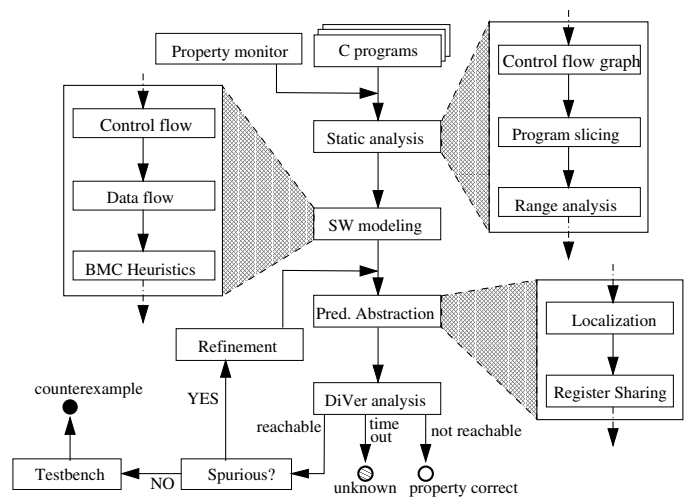 Property monitor
C programs
Control flow graph
Control flow
Static analysis
Program slicing
Data flow
SW modeling
Range analysis
BMC Heuristics
Pred. Abstraction
Localization
Refinement
Register Sharing
DiVer analysis
counterexample
YES
reachable
time
out
not reachable
Testbench
NO
Spurious?
unknown
property correct